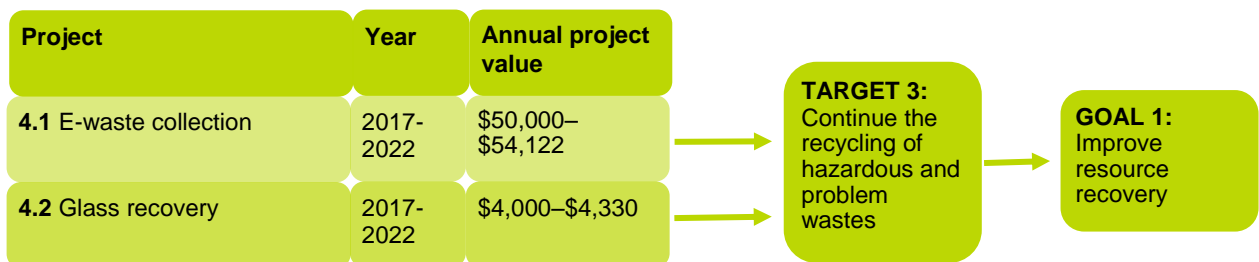 Project
Year
Annual project
value
4.1 E-waste collection
2017-
2022
$50,000–
$54,122
4.2 Glass recovery
2017-
2022
$4,000–$4,330
TARGET 3:
Continue the
recycling of
hazardous and
problem
wastes
GOAL 1:
Improve
resource
recovery